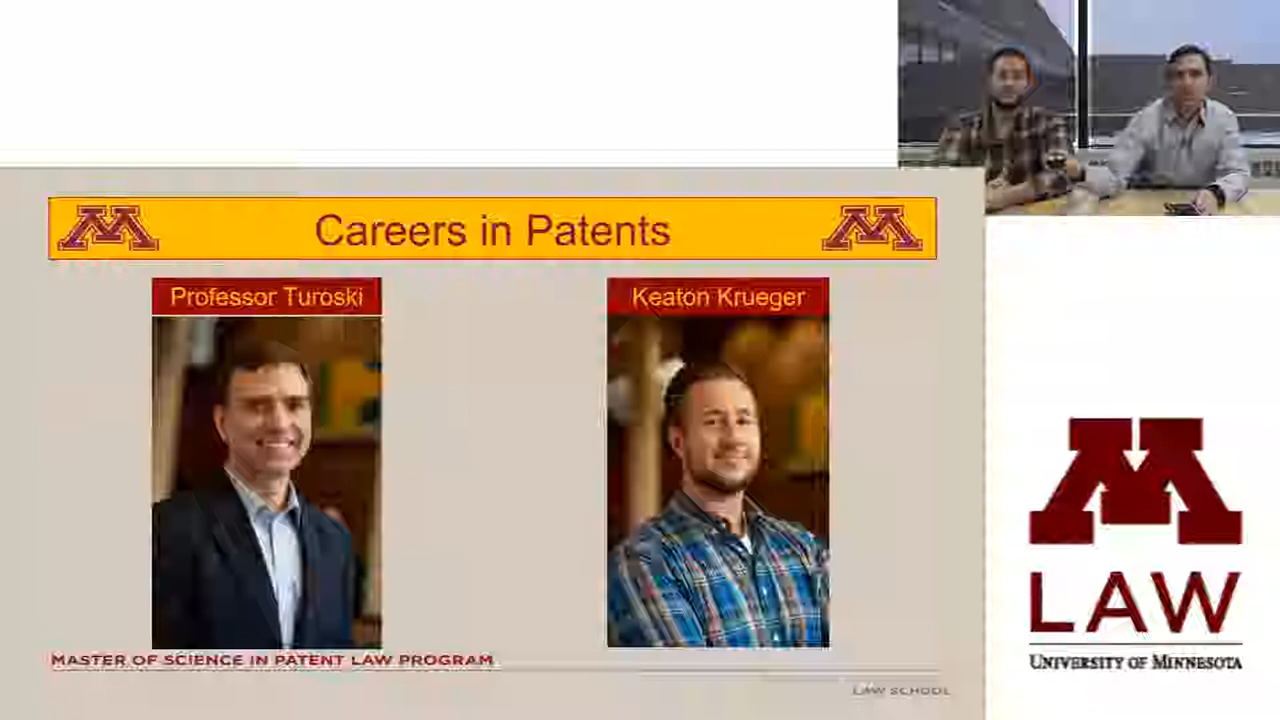 Careers in Patents
Professor Turoski
Keaton Krueger
MASTER OF SCIENCE IN PATENT LAW PROGRAM
LAW SCHOOL
M
LAW
UNIVERSITY OF MINNESOTA